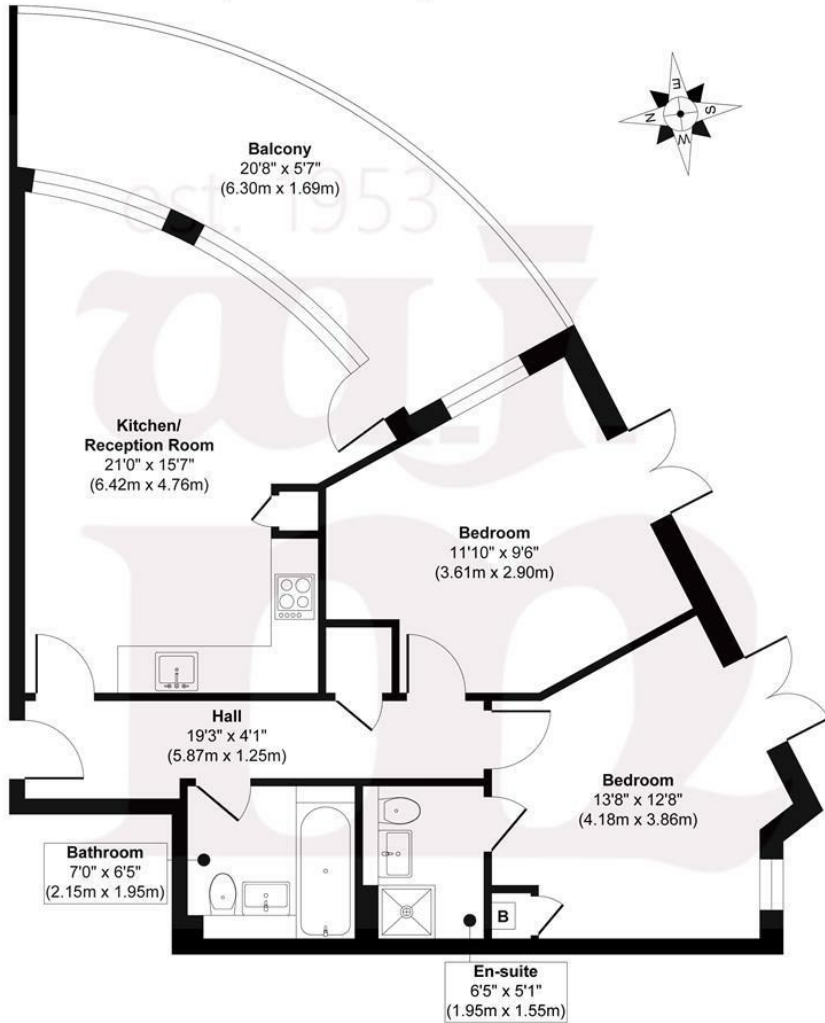 Balcony
20'8" x 5'7"
(6.30m x 1.69m)
est. 1953
E
N
S
W
w.j.
m
Kitchen/
Reception Room
21'0" x 15'7"
(6.42m x 4.76m)
Bedroom
11'10" x 9'6"
(3.61m x 2.90m)
Hall
19'3" x 4'1"
(5.87m x 1.25m)
Bedroom
13'8" x 12'8"
(4.18m x 3.86m)
Bathroom
7'0" x 6'5"
(2.15m x 1.95m)
B
En-suite
6'5" x 5'1"
(1.95m x 1.55m)